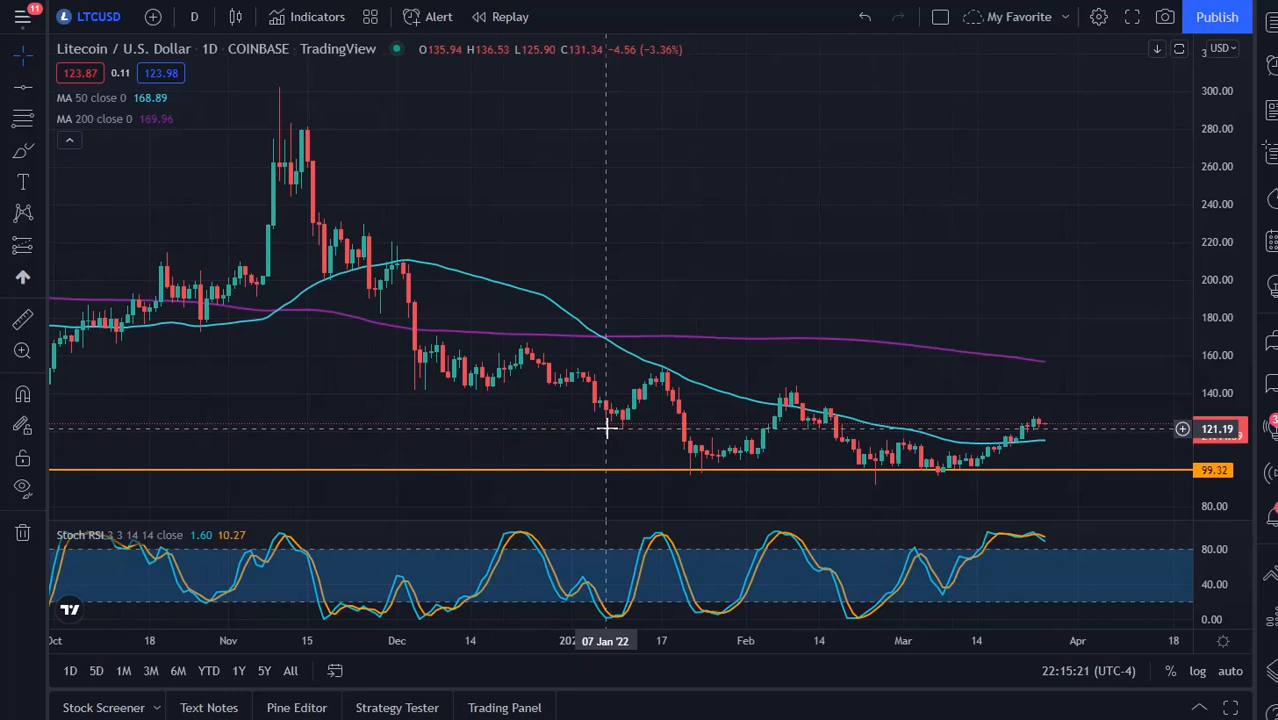 11
LTCUSD
D
Indicators
Alert
Replay
My Favorite
Publish
Litecoin / U.S. Dollar · 1D · COINBASE · TradingView
O135.94 H136.53 L125.90 C131.34 −4.56 (−3.36%)
USD
123.87 0.11 123.98
MA 50 close 0 168.89
MA 200 close 0 169.96
300.00
280.00
260.00
240.00
220.00
200.00
180.00
160.00
140.00
121.19
99.32
80.00
Stoch RSI 3 3 14 14 close 1.60 10.27
80.00
40.00
0.00
Oct 18 Nov 15 Dec 14 202 07 Jan '22 17 Feb 14 Mar 14 Apr 18
1D 5D 1M 3M 6M YTD 1Y 5Y All
22:15:21 (UTC-4) % log auto
Stock Screener Text Notes Pine Editor Strategy Tester Trading Panel